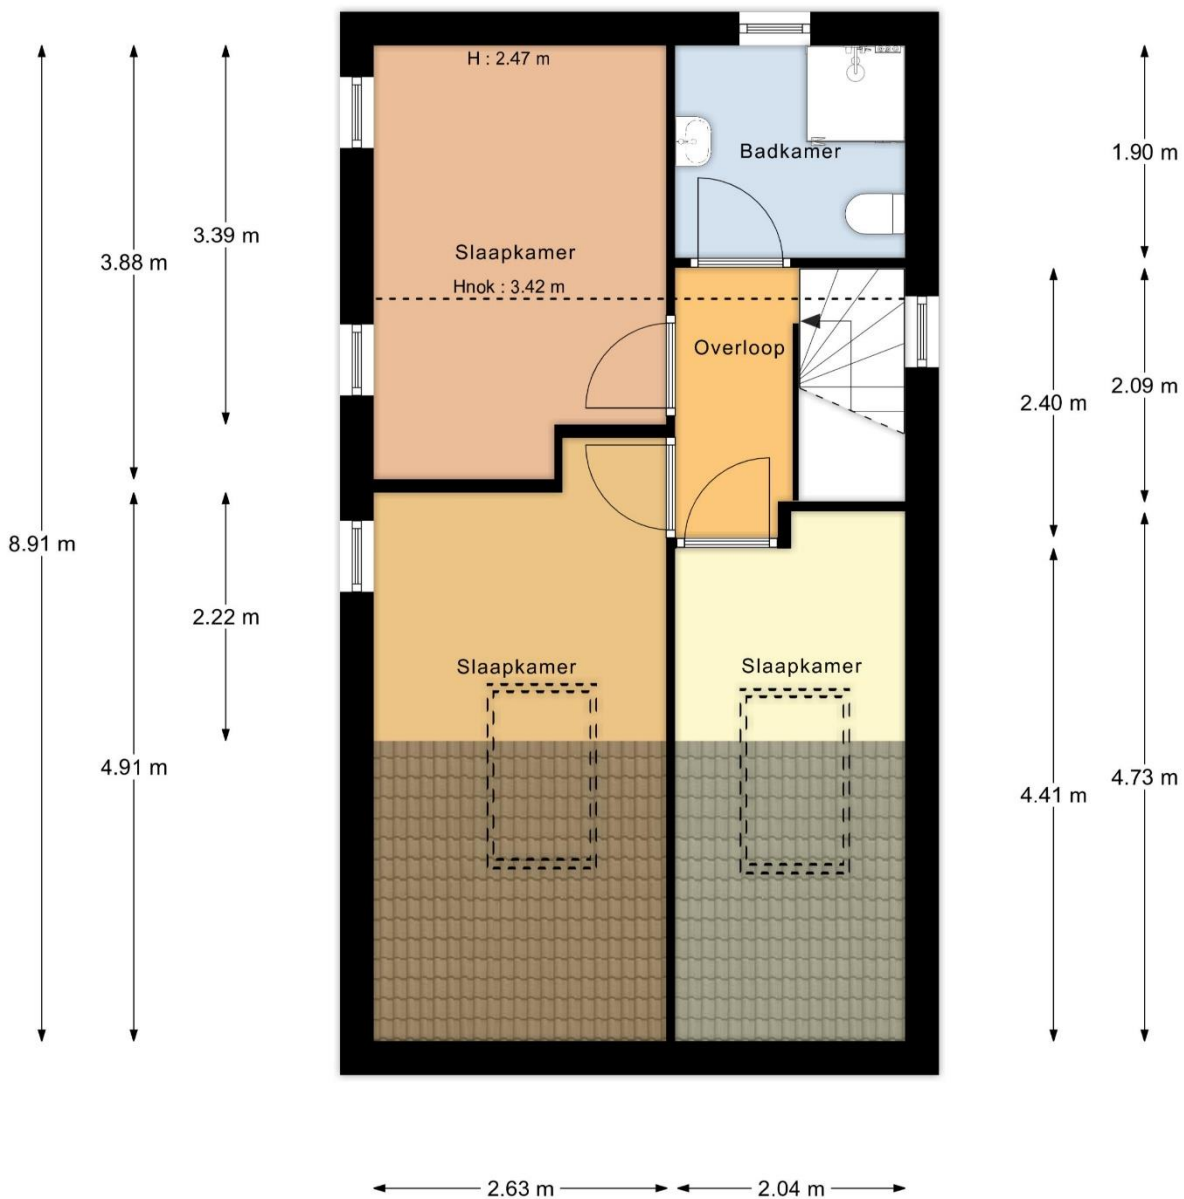 H : 2.47 m
Badkamer
1.90 m
3.39 m
3.88 m
Slaapkamer
Hnok : 3.42 m
Overloop
2.09 m
2.40 m
8.91 m
2.22 m
Slaapkamer
Slaapkamer
4.91 m
4.73 m
4.41 m
2.63 m
2.04 m